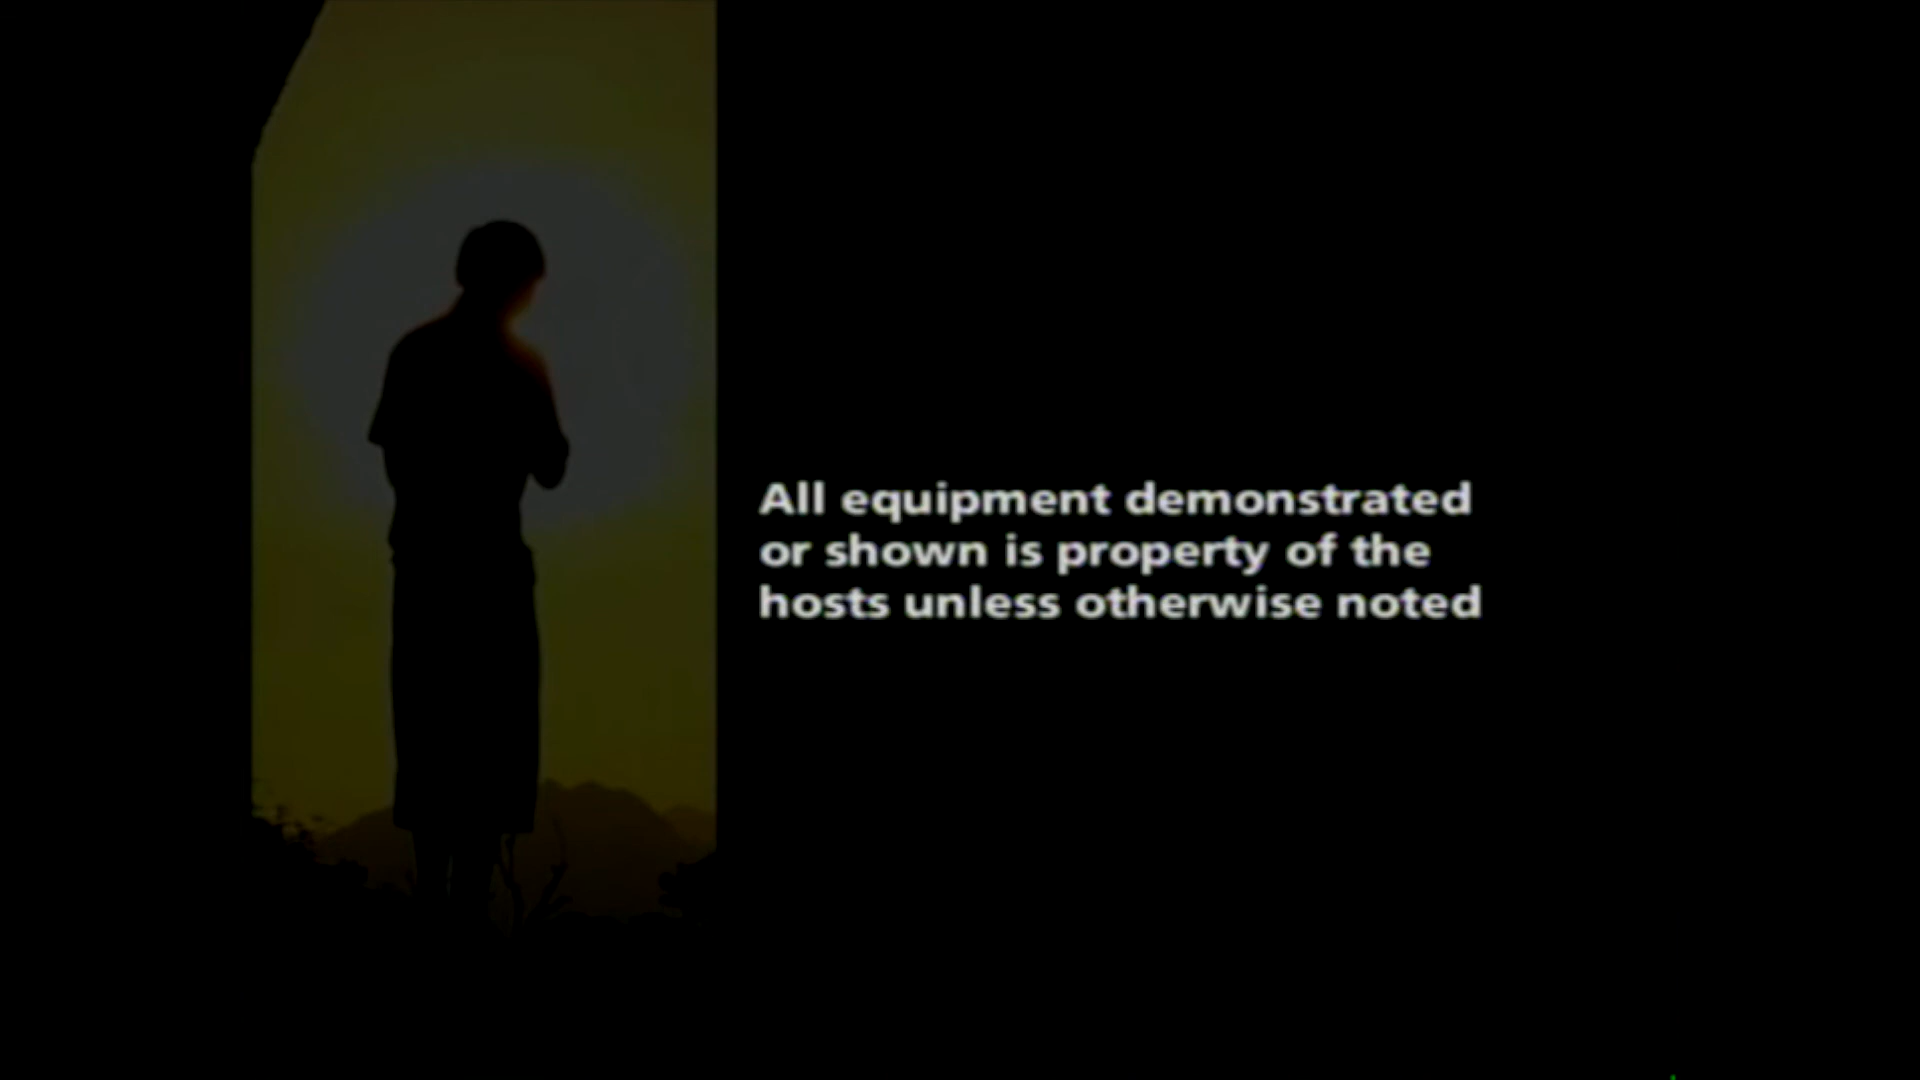 All equipment demonstrated
or shown is property of the
hosts unless otherwise noted